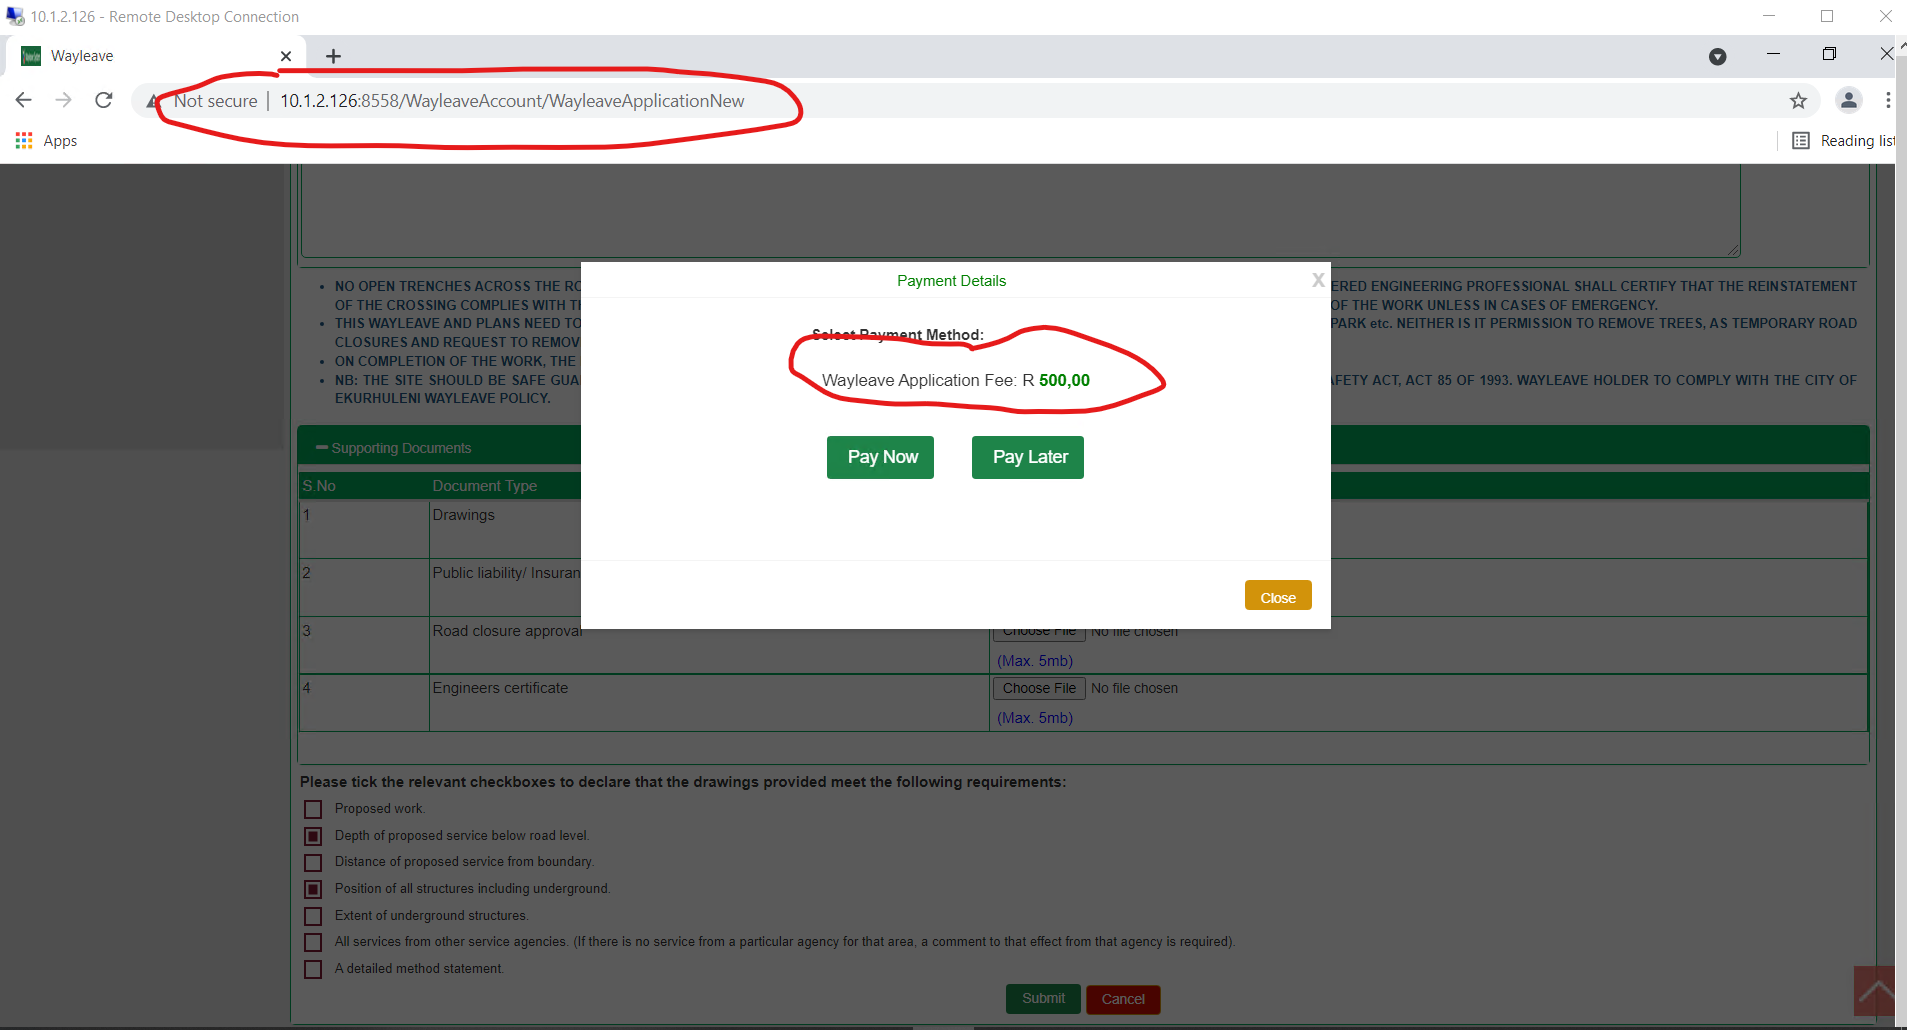 10.1.2.126 - Remote Desktop Connection
Wayleave
Not secure | 10.1.2.126:8558/WayleaveAccount/WayleaveApplicationNew
Apps
Reading list
NO OPEN TRENCHES ACROSS THE ERED ENGINEERING PROFESSIONAL SHALL CERTIFY THAT THE REINSTATEMENT
OF THE CROSSING COMPLIES WITH OF THE WORK UNLESS IN CASES OF EMERGENCY.
THIS WAYLEAVE AND PLANS NEED TO PARK etc. NEITHER IS IT PERMISSION TO REMOVE TREES, AS TEMPORARY ROAD
CLOSURES AND REQUEST TO REMOV
ON COMPLETION OF THE WORK, THE
NB: THE SITE SHOULD BE SAFE GUA AFETY ACT, ACT 85 OF 1993. WAYLEAVE HOLDER TO COMPLY WITH THE CITY OF
EKURHULENI WAYLEAVE POLICY.
Payment Details
X
Select Payment Method:
Wayleave Application Fee: R 500,00
Pay Now Pay Later
Close
Supporting Documents
S.No Document Type
1 Drawings
2 Public liability/ Insuran
3 Road closure approval Choose File No file chosen
(Max. 5mb)
4 Engineers certificate Choose File No file chosen
(Max. 5mb)
Please tick the relevant checkboxes to declare that the drawings provided meet the following requirements:
Proposed work.
Depth of proposed service below road level.
Distance of proposed service from boundary.
Position of all structures including underground.
Extent of underground structures.
All services from other service agencies. (If there is no service from a particular agency for that area, a comment to that effect from that agency is required).
A detailed method statement.
Submit Cancel